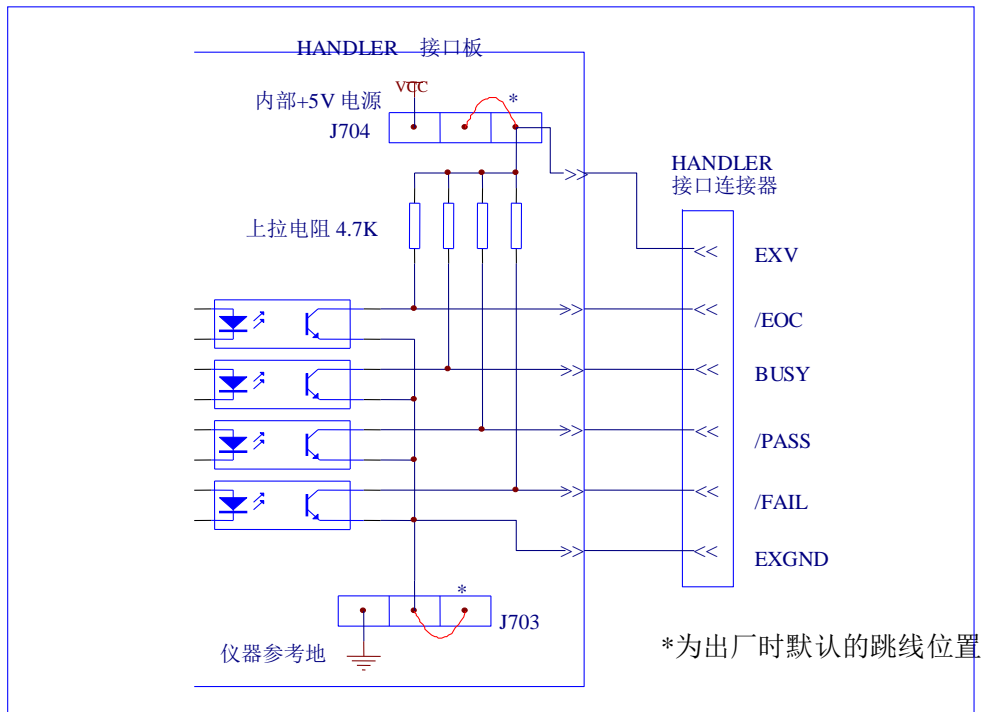 HANDLER 接口板
VCC
内部+5V 电源
*
J704
HANDLER
接口连接器
上拉电阻 4.7K
EXV
/EOC
BUSY
/PASS
/FAIL
EXGND
*
J703
仪器参考地
*为出厂时默认的跳线位置